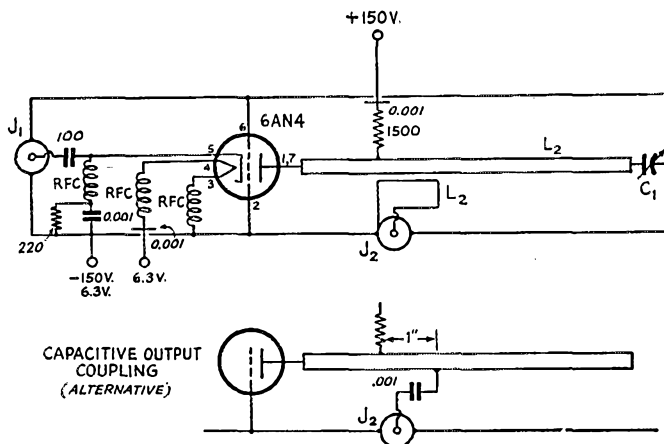 +150V.
0.001
1500
J1
100
6
6AN4
5
4
3
1,7
2
L2
C1
RFC
RFC
RFC
0.001
220
0.001
-150V.
6.3V.
6.3V.
L2
J2
1"
CAPACITIVE OUTPUT
COUPLING
(ALTERNATIVE)
.001
J2